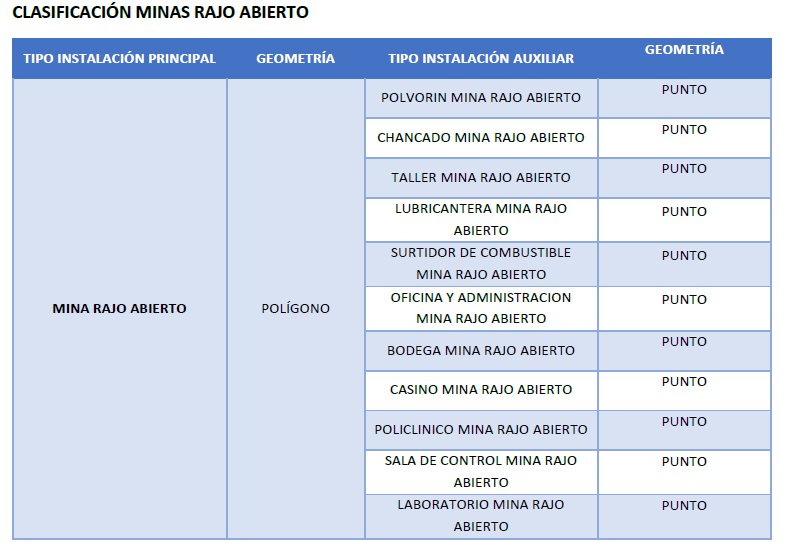 CLASIFICACIÓN MINAS RAJO ABIERTO
TIPO INSTALACIÓN PRINCIPAL GEOMETRÍA TIPO INSTALACIÓN AUXILIAR GEOMETRÍA
POLVORIN MINA RAJO ABIERTO PUNTO
CHANCADO MINA RAJO ABIERTO PUNTO
TALLER MINA RAJO ABIERTO PUNTO
LUBRICANTERA MINA RAJO
ABIERTO PUNTO
SURTIDOR DE COMBUSTIBLE
MINA RAJO ABIERTO PUNTO
MINA RAJO ABIERTO POLÍGONO
OFICINA Y ADMINISTRACION
MINA RAJO ABIERTO PUNTO
BODEGA MINA RAJO ABIERTO PUNTO
CASINO MINA RAJO ABIERTO PUNTO
POLICLINICO MINA RAJO ABIERTO PUNTO
SALA DE CONTROL MINA RAJO
ABIERTO PUNTO
LABORATORIO MINA RAJO
ABIERTO PUNTO